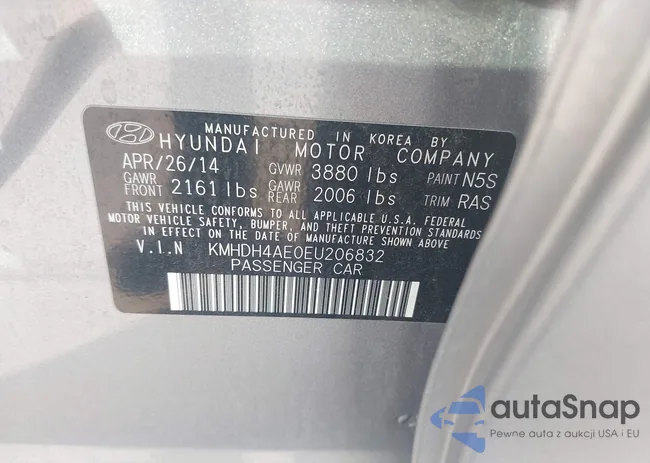 MANUFACTURED IN KOREA BY
HYUNDAI MOTOR COMPANY
APR/26/14 GVWR 3880 lbs PAINT N5S
GAWR FRONT 2161 lbs GAWR REAR 2006 lbs TRIM RAS
THIS VEHICLE CONFORMS TO ALL APPLICABLE U.S.A. FEDERAL
MOTOR VEHICLE SAFETY, BUMPER, AND THEFT PREVENTION STANDARDS
IN EFFECT ON THE DATE OF MANUFACTURE SHOWN ABOVE.
V.I.N KMHDH4AE0EU206832
PASSENGER CAR
autoSnap
Pewne auta z aukcji USA i EU